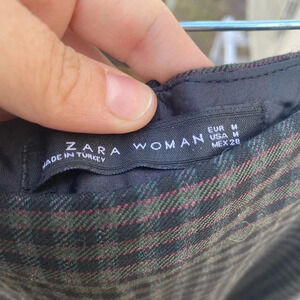 ZARA WOMAN
MADE IN TURKEY
EUR M
USA M
MEX 28